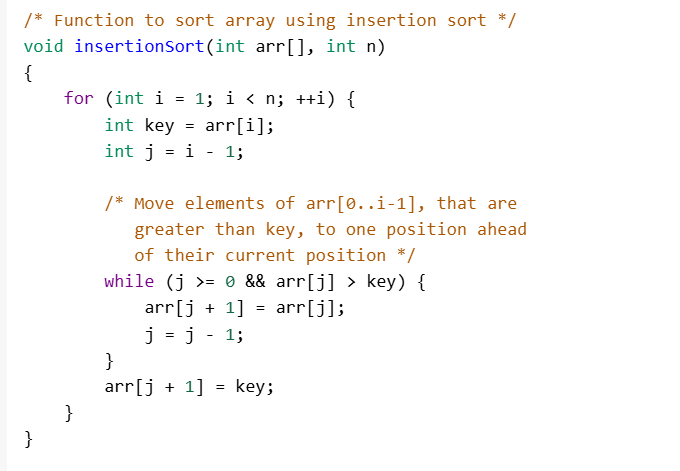 /* Function to sort array using insertion sort */
void insertionSort(int arr[], int n)
{
    for (int i = 1; i < n; ++i) {
        int key = arr[i];
        int j = i - 1;

        /* Move elements of arr[0..i-1], that are
           greater than key, to one position ahead
           of their current position */
        while (j >= 0 && arr[j] > key) {
            arr[j + 1] = arr[j];
            j = j - 1;
        }
        arr[j + 1] = key;
    }
}